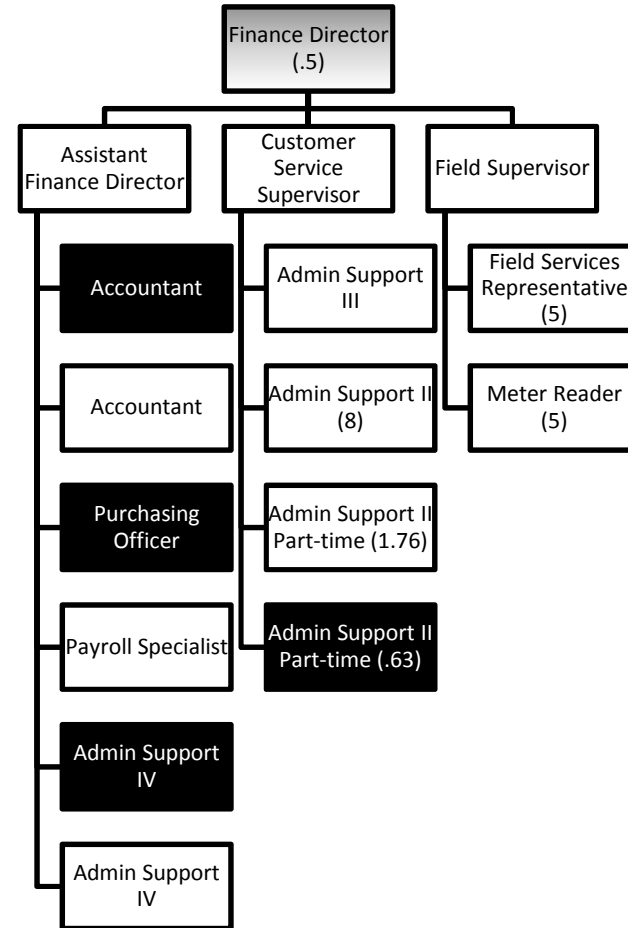 Finance Director
(.5)
Assistant
Finance Director
Customer
Service
Supervisor
Field Supervisor
Accountant
Accountant
Purchasing
Officer
Payroll Specialist
Admin Support
IV
Admin Support
IV
Admin Support
III
Admin Support II
(8)
Admin Support II
Part-time (1.76)
Admin Support II
Part-time (.63)
Field Services
Representative
(5)
Meter Reader
(5)